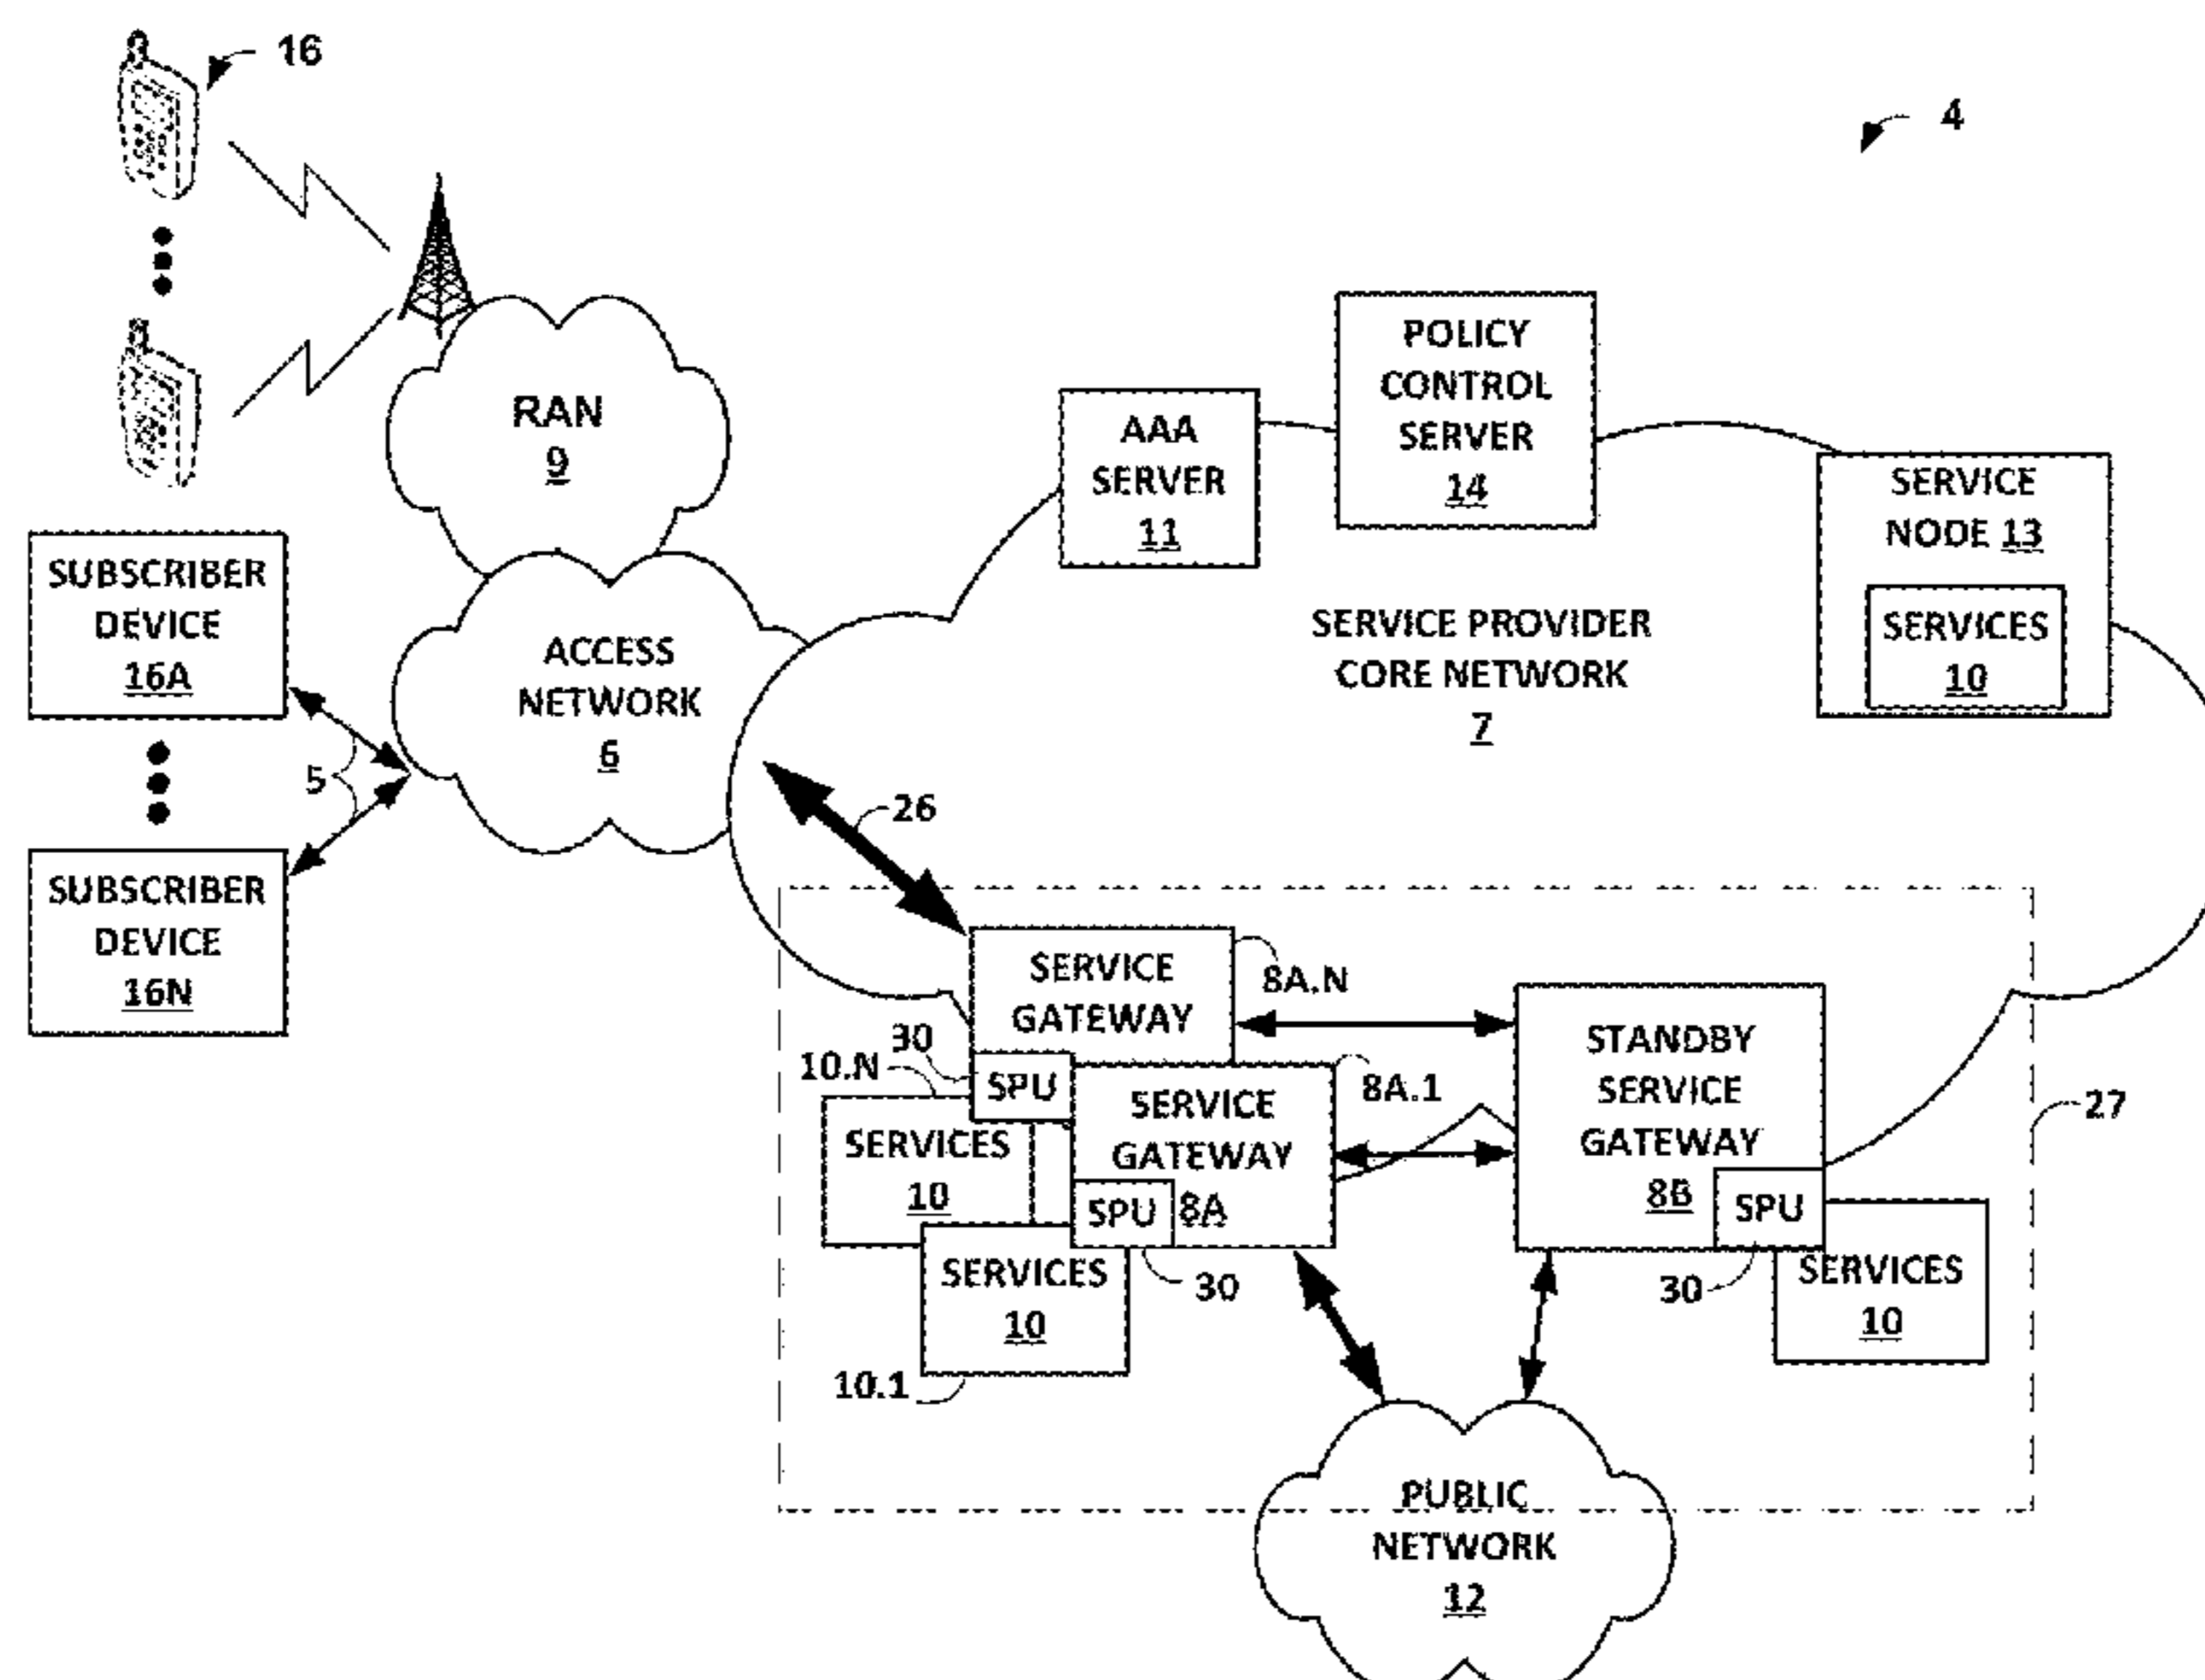 16
4
RAN
9
POLICY
CONTROL
SERVER
14
AAA
SERVER
11
SERVICE
NODE 13
SERVICES
10
SUBSCRIBER
DEVICE
16A
5
SUBSCRIBER
DEVICE
16N
ACCESS
NETWORK
6
SERVICE PROVIDER
CORE NETWORK
7
26
27
SERVICE
GATEWAY
8A.N
30
SPU
10.N
SERVICES
10
SERVICE
GATEWAY
8A
8A.1
SPU
30
SERVICES
10
10.1
STANDBY
SERVICE
GATEWAY
8B
SPU
30
SERVICES
10
PUBLIC
NETWORK
12